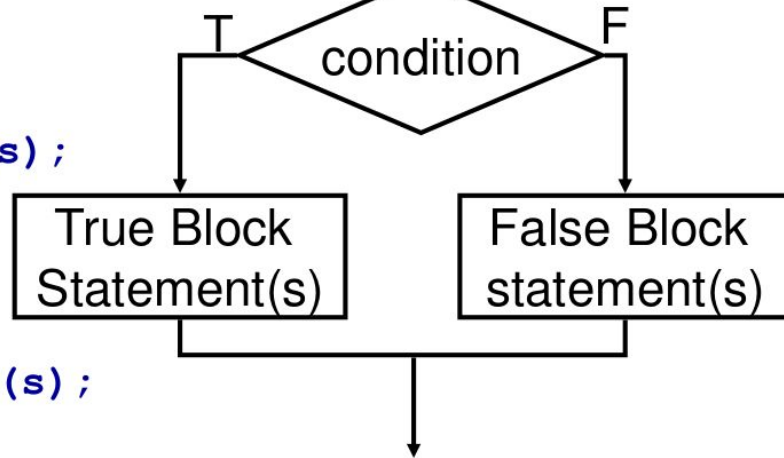 T
F
condition
s);
True Block
Statement(s)
False Block
statement(s)
(s);